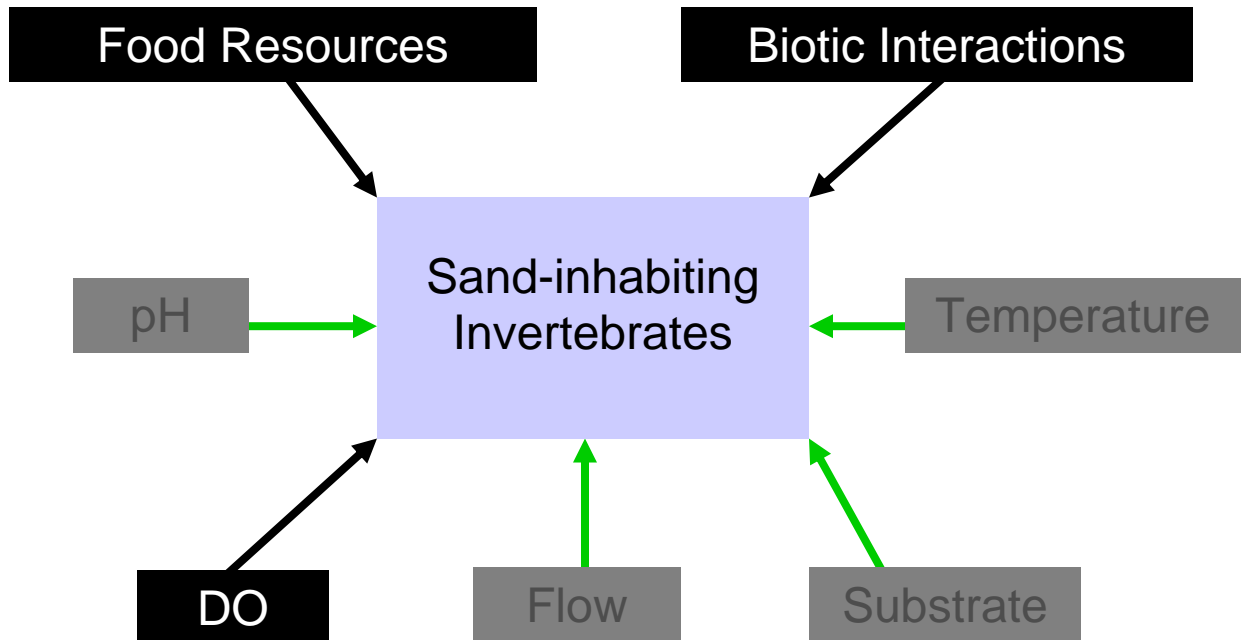 Food Resources
Biotic Interactions
Sand-inhabiting
Invertebrates
pH
Temperature
DO
Flow
Substrate